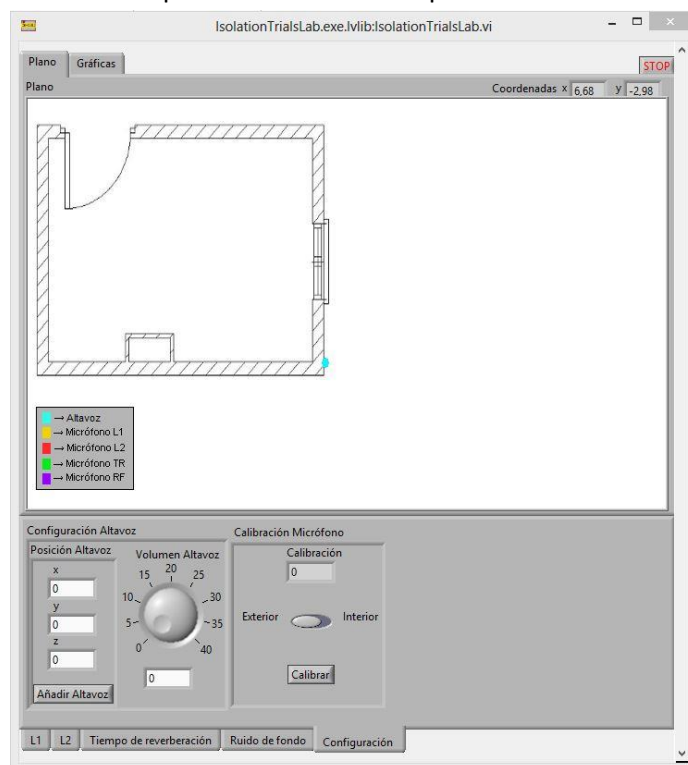 IsolationTrialsLab.exe.lvlib:IsolationTrialsLab.vi
Plano Gráficas
STOP
Plano
Coordenadas x 6,68 y -2,98
→ Altavoz
→ Micrófono L1
→ Micrófono L2
→ Micrófono TR
→ Micrófono RF
Configuración Altavoz
Posición Altavoz
x
0
y
0
z
0
Añadir Altavoz
Volumen Altavoz
0 5 10 15 20 25 30 35 40
0
Calibración Micrófono
Calibración
0
Exterior Interior
Calibrar
L1 L2 Tiempo de reverberación Ruido de fondo Configuración